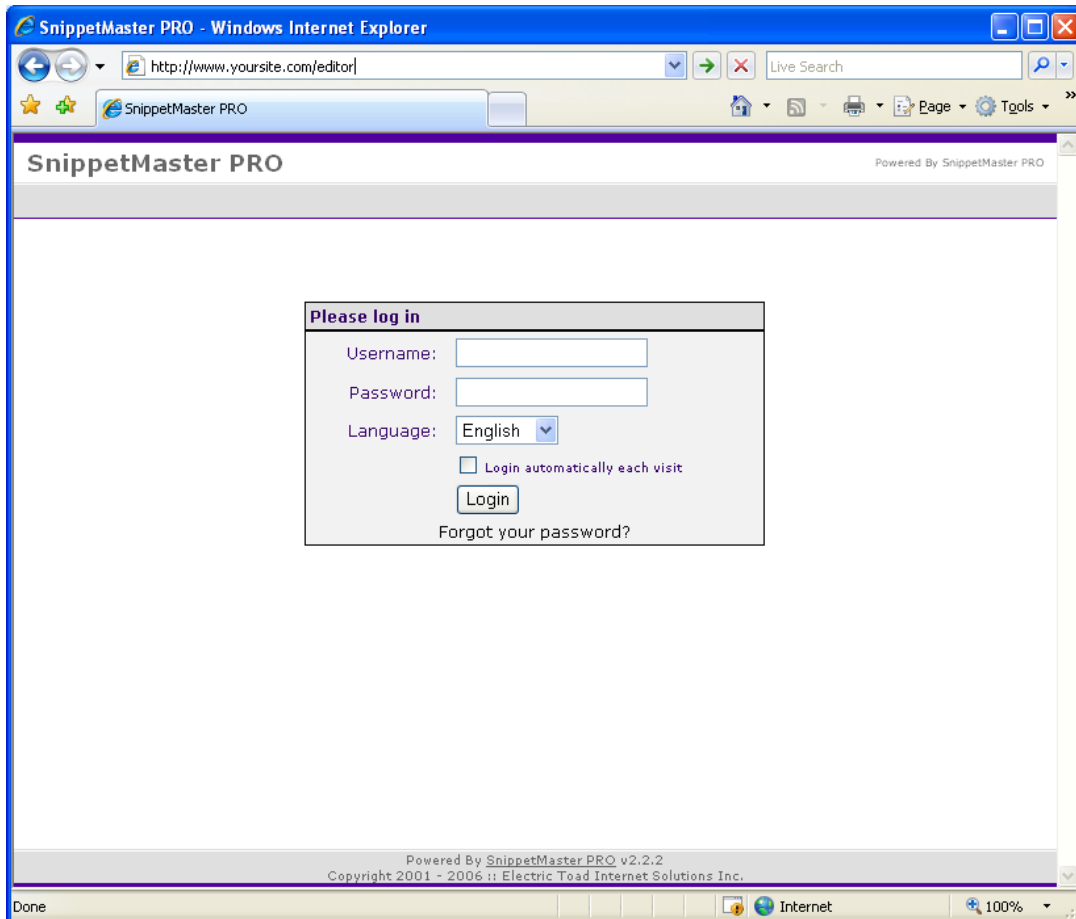 SnippetMaster PRO - Windows Internet Explorer
http://www.yoursite.com/editor
Live Search
SnippetMaster PRO
Page
Tools
»
SnippetMaster PRO
Powered By SnippetMaster PRO
Please log in
Username:
Password:
Language: English
Login automatically each visit
Login
Forgot your password?
Powered By SnippetMaster PRO v2.2.2
Copyright 2001 - 2006 :: Electric Toad Internet Solutions Inc.
Done
Internet
100%